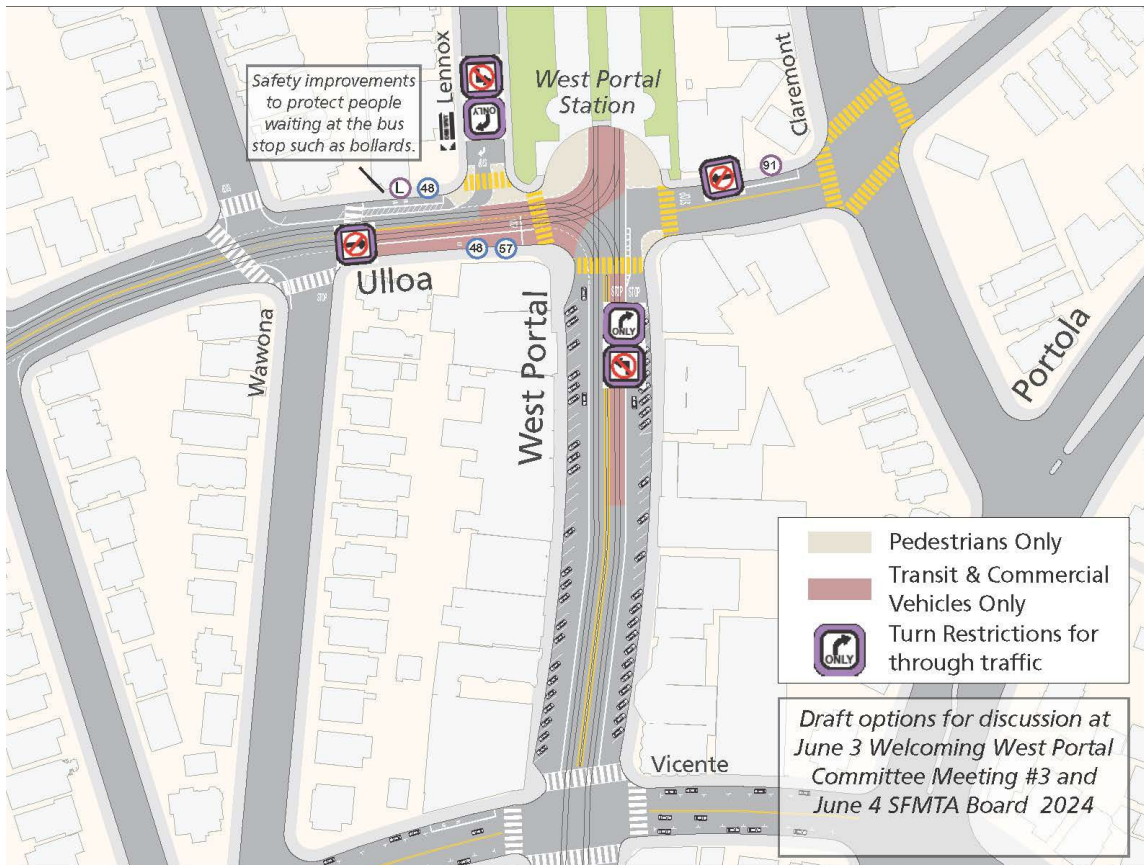 Safety improvements
to protect people
waiting at the bus
stop such as bollards.
Lennox
ONLY
West Portal
Station
Claremont
L
48
91
48
57
Ulloa
STOP
STOP
STOP
STOP
Wawona
West Portal
ONLY
Portola
Pedestrians Only
Transit & Commercial
Vehicles Only
ONLY
Turn Restrictions for
through traffic
Vicente
Draft options for discussion at
June 3 Welcoming West Portal
Committee Meeting #3 and
June 4 SFMTA Board  2024